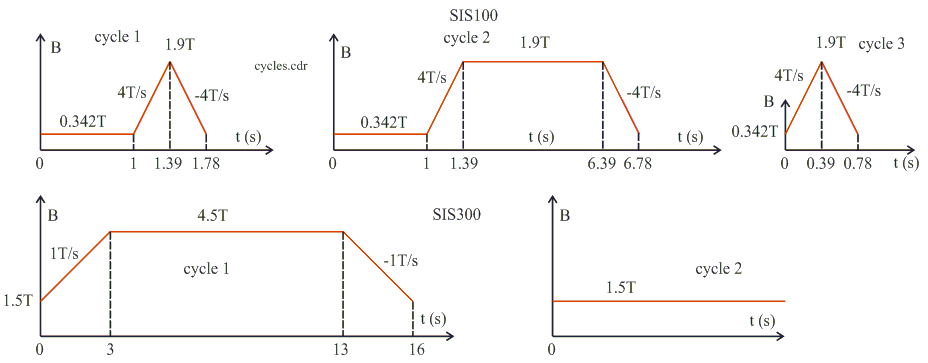 SIS100
cycle 1
B
1.9T
4T/s
-4T/s
0.342T
t (s)
0
1
1.39
1.78
cycles.cdr
cycle 2
B
1.9T
4T/s
-4T/s
0.342T
t (s)
t (s)
0
1
1.39
6.39
6.78
cycle 3
1.9T
4T/s
-4T/s
B
0.342T
0
0.39
0.78
t (s)
SIS300
B
4.5T
1T/s
-1T/s
cycle 1
1.5T
t (s)
0
3
13
16
B
cycle 2
1.5T
t (s)
0